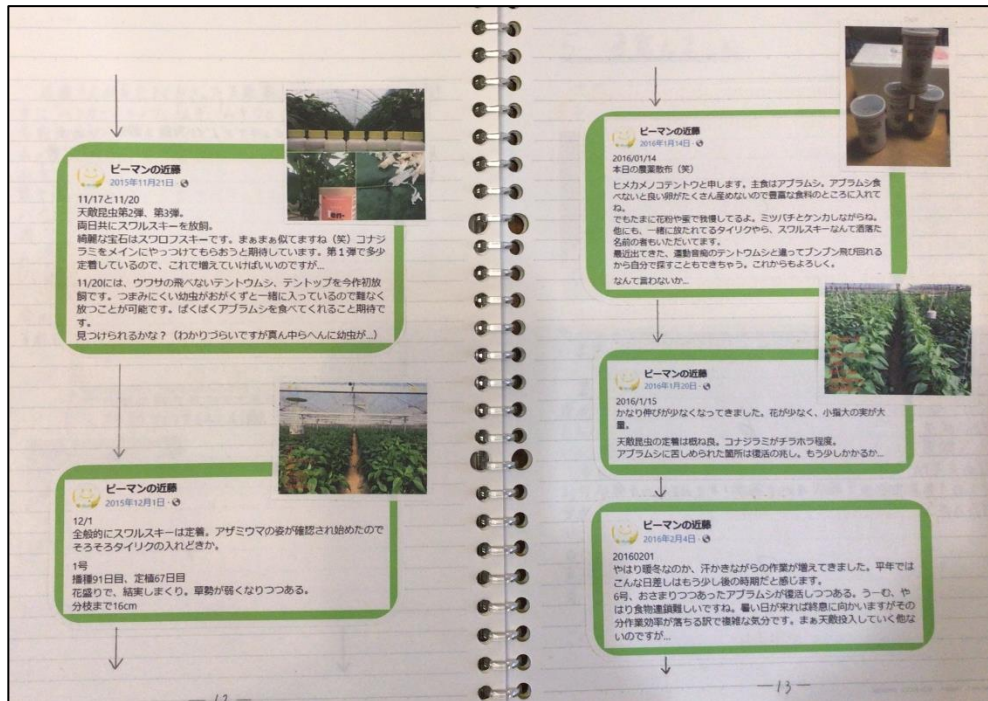 ピーマンの近藤
2015年11月21日
11/17と11/20
天敵昆虫第2弾、第3弾。
両日共にスワルスキーを放飼。
綺麗な宝石はスワロフスキーです。まぁまぁ似てますね（笑）コナジ
ラミをメインにやっつけてもらおうと期待しています。第１弾で多少
定着しているので、これで増えていけばいいのですが...
11/20には、ウワサの飛べないテントウムシ、テントップを今作初放
飼です。つまみにくい幼虫がおがくずと一緒に入っているので難なく
放つことが可能です。ぱくぱくアブラムシを食べてくれること期待で
す。
見つけられるかな？（わかりづらいですが真ん中らへんに幼虫が...）
ピーマンの近藤
2015年12月1日
12/1
全般的にスワルスキーは定着。アザミウマの姿が確認され始めたので
そろそろタイリクの入れどきか。
1号
播種91日目、定植67日目
花盛りで、結実しまくり。草勢が弱くなりつつある。
分枝まで16cm
12
ピーマンの近藤
2016年1月14日
2016/01/14
本日の農薬散布（笑）
ヒメカメノコテントウと申します。主食はアブラムシ。アブラムシ食
べないと良い卵がたくさん産めないので豊富な食料のところに入れて
ね。
でもたまに花粉や蜜で我慢してるよ。ミツバチとケンカしながらね。
他にも、一緒に放たれてるタイリクやら、スワルスキーなんて洒落た
名前の者もいただいてます。
最近出てきた、運動音痴のテントウムシと違ってブンブン飛び回れる
から自分で探すこともできちゃう。これからもよろしく。
なんて言わないか...
ピーマンの近藤
2016年1月20日
2016/1/15
かなり伸びが少なくなってきました。花が少なく、小指大の実が大
量。
天敵昆虫の定着は概ね良。コナジラミがチラホラ程度。
アブラムシに苦しめられた箇所は復活の兆し。もう少しかかるか...
ピーマンの近藤
2016年2月4日
20160201
やはり暖冬なのか、汗かきながらの作業が増えてきました。平年では
こんな日差しはもう少し後の時期だと感じます。
6号、おさまりつつあったアブラムシが復活しつつある。うーむ、や
はり食物連鎖難しいですね。暑い日が来れば終息に向かいますがその
分作業効率が落ちる訳で複雑な気分です。まぁ天敵投入していく他な
いのですが...
13